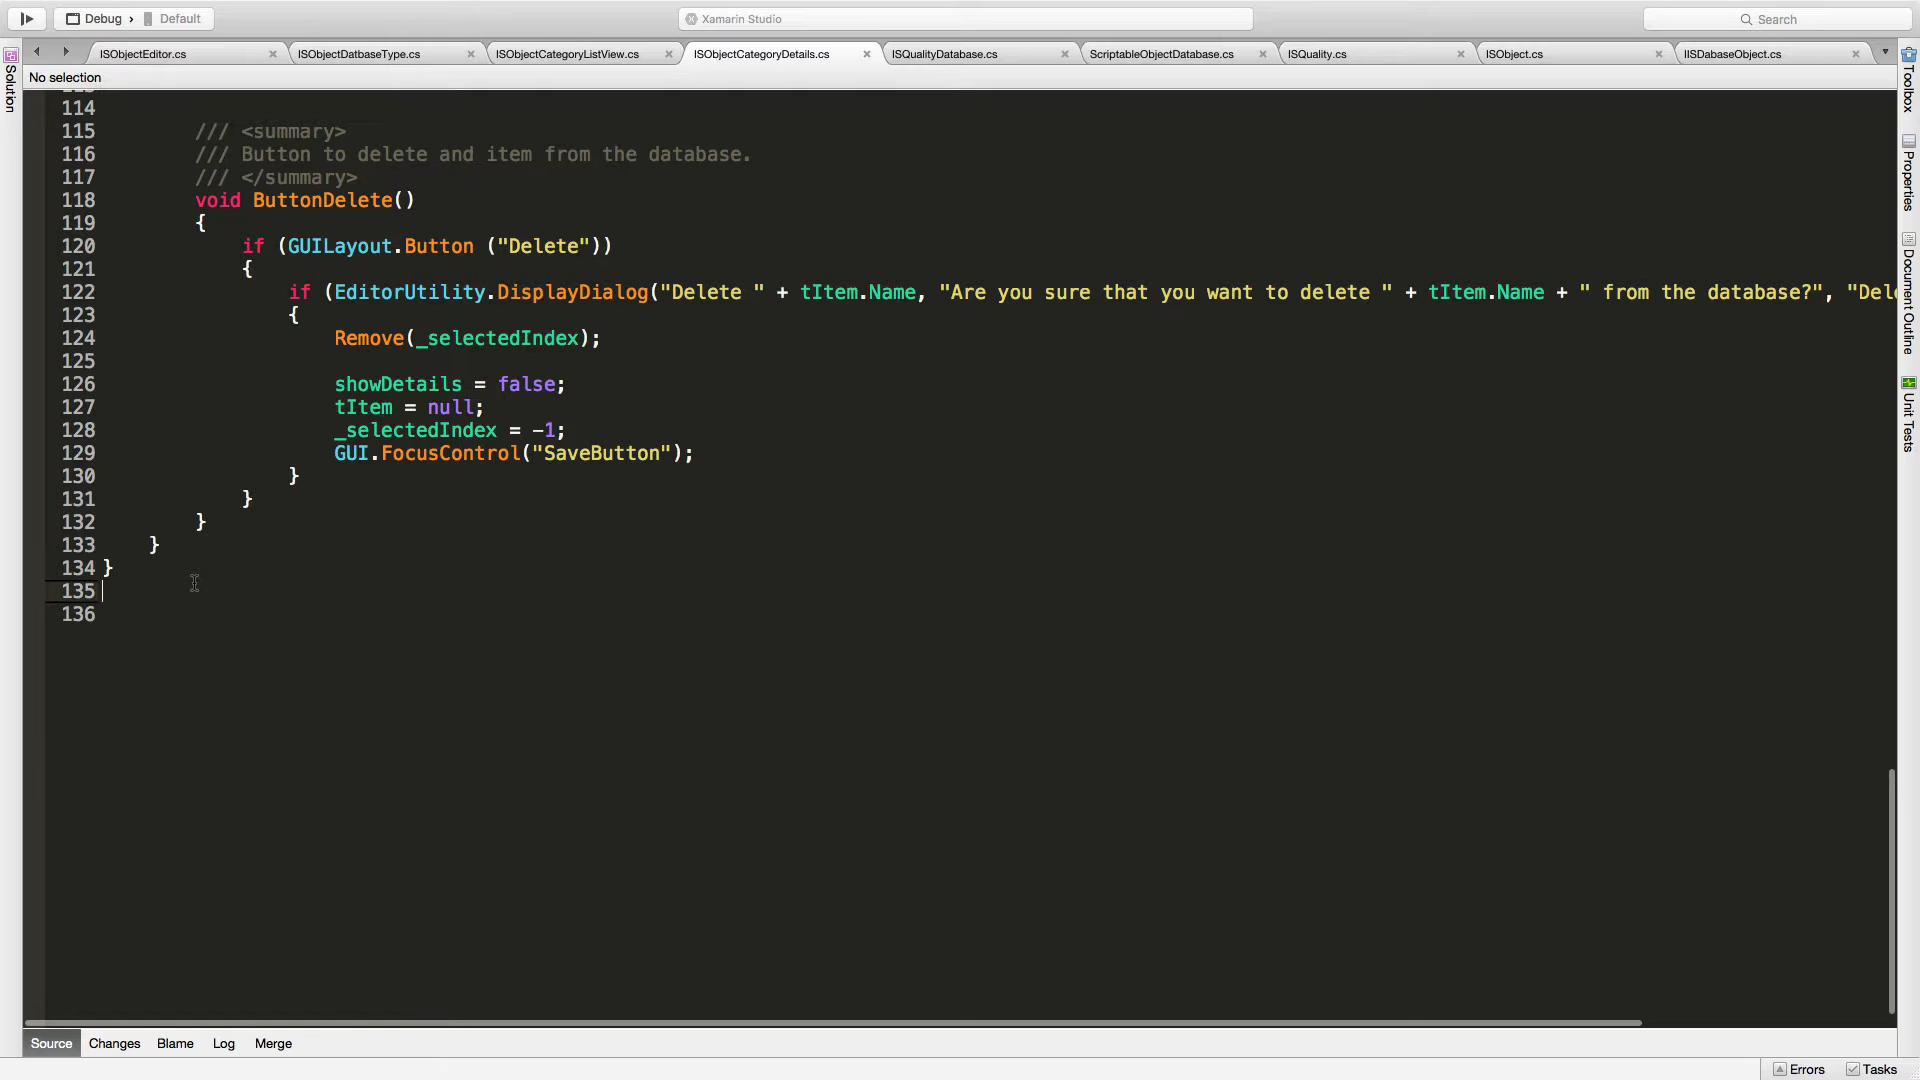 Debug › Default
Xamarin Studio
Search
ISObjectEditor.cs
ISObjectDatbaseType.cs
ISObjectCategoryListView.cs
ISObjectCategoryDetails.cs
ISQualityDatabase.cs
ScriptableObjectDatabase.cs
ISQuality.cs
ISObject.cs
IISDabaseObject.cs
No selection
Solution
114
115 /// <summary>
116 /// Button to delete and item from the database.
117 /// </summary>
118 void ButtonDelete()
119 {
120 if (GUILayout.Button ("Delete"))
121 {
122 if (EditorUtility.DisplayDialog("Delete " + tItem.Name, "Are you sure that you want to delete " + tItem.Name + " from the database?", "Del
123 {
124 Remove(_selectedIndex);
125
126 showDetails = false;
127 tItem = null;
128 _selectedIndex = -1;
129 GUI.FocusControl("SaveButton");
130 }
131 }
132 }
133 }
134 }
135
136
Toolbox
Properties
Document Outline
Unit Tests
Source Changes Blame Log Merge
Errors Tasks